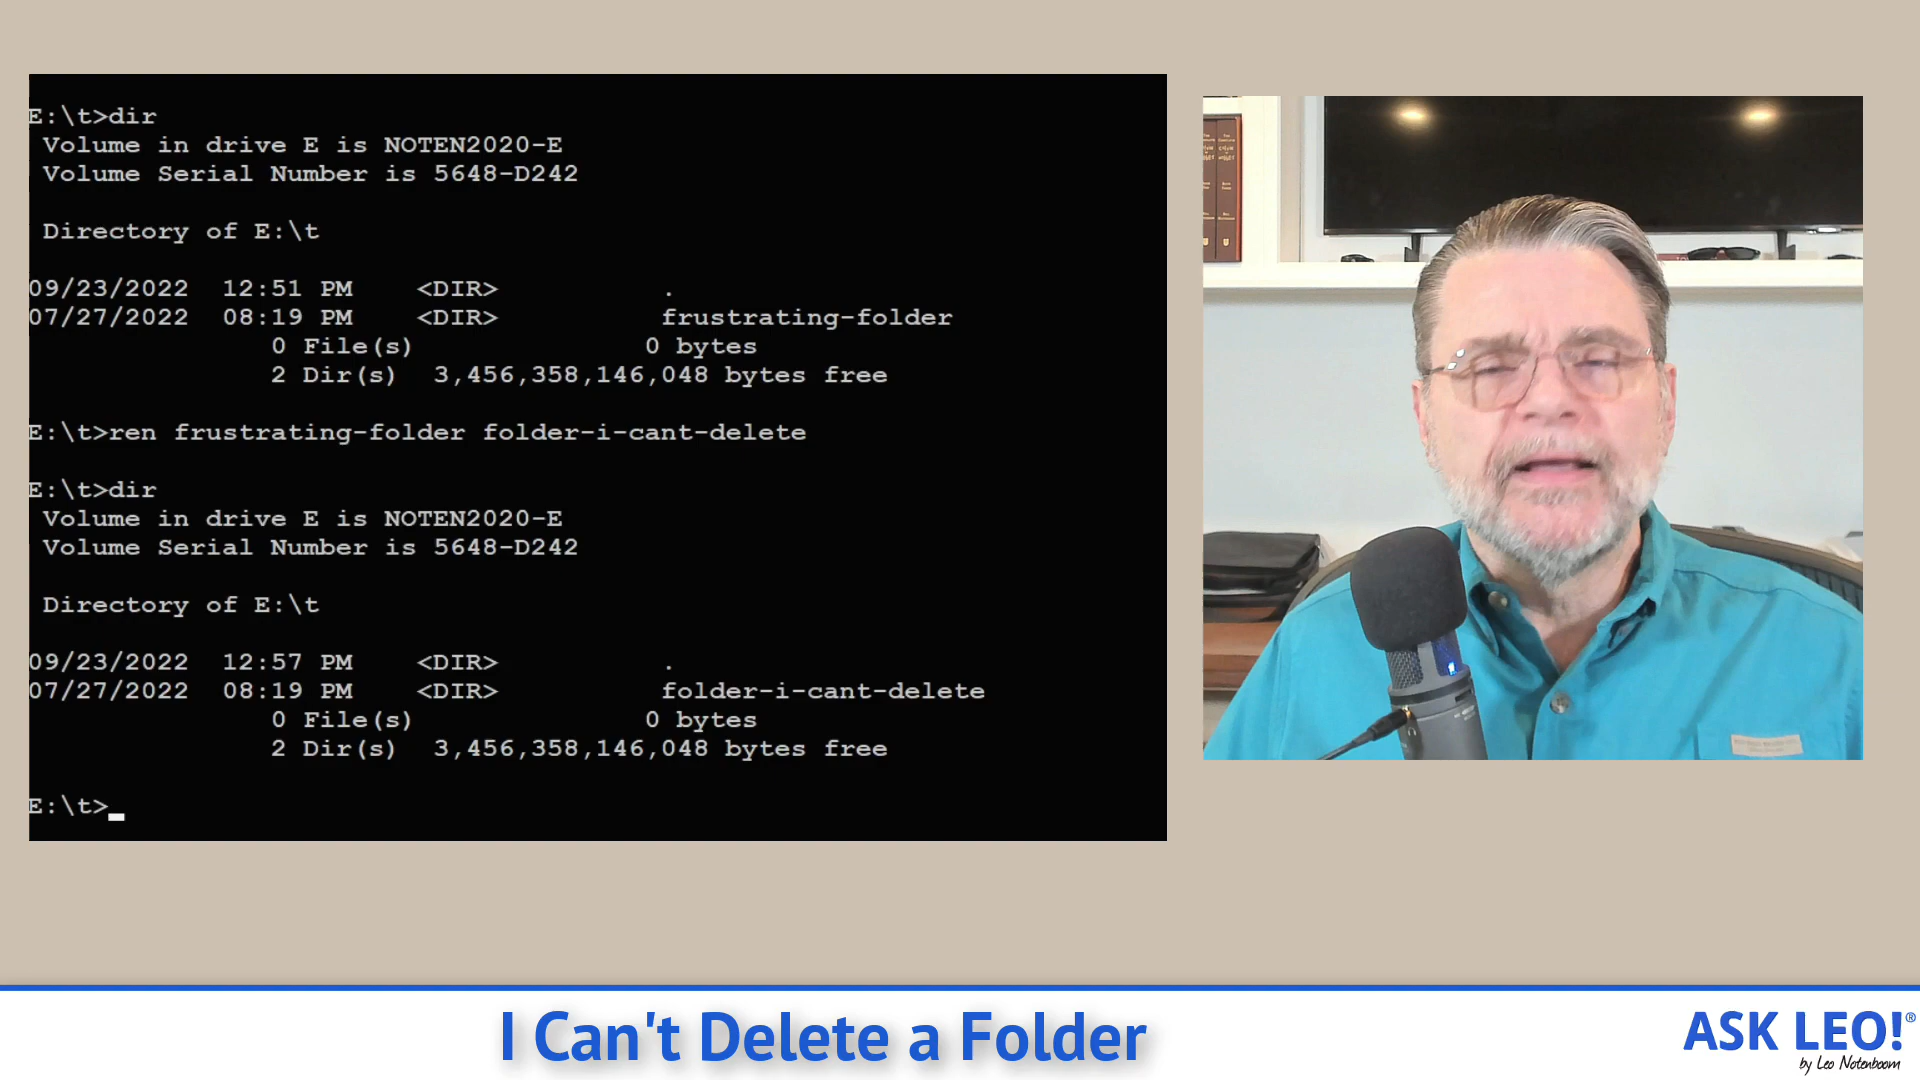 E:\t>dir
Volume in drive E is NOTEN2020-E
Volume Serial Number is 5648-D242
Directory of E:\t
09/23/2022 12:51 PM <DIR> .
07/27/2022 08:19 PM <DIR> frustrating-folder
0 File(s) 0 bytes
2 Dir(s) 3,456,358,146,048 bytes free
E:\t>ren frustrating-folder folder-i-cant-delete
E:\t>dir
Volume in drive E is NOTEN2020-E
Volume Serial Number is 5648-D242
Directory of E:\t
09/23/2022 12:57 PM <DIR> .
07/27/2022 08:19 PM <DIR> folder-i-cant-delete
0 File(s) 0 bytes
2 Dir(s) 3,456,358,146,048 bytes free
E:\t>_
I Can't Delete a Folder
ASK LEO!®
by Leo Notenboom